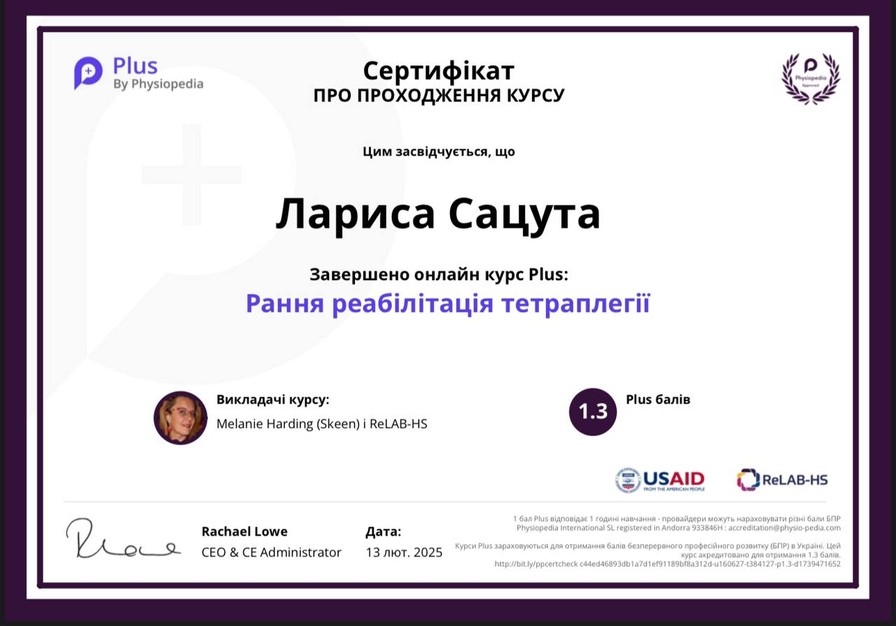 Plus
By Physiopedia
Сертифікат
ПРО ПРОХОДЖЕННЯ КУРСУ
P
Physiopedia
Approved
Цим засвідчується, що
Лариса Сацута
Завершено онлайн курс Plus:
Рання реабілітація тетраплегії
Викладачі курсу:
Melanie Harding (Skeen) і ReLAB-HS
1.3
Plus балів
USAID
FROM THE AMERICAN PEOPLE
ReLAB-HS
Rachael Lowe
CEO & CE Administrator
Дата:
13 лют. 2025
1 бал Plus відповідає 1 годині навчання - провайдери можуть нараховувати різні бали БПР
Physiopedia International SL registered in Andorra 933846H : accreditation@physio-pedia.com
Курси Plus зараховуються для отримання балів безперервного професійного розвитку (БПР) в Україні. Цей
курс акредитовано для отримання 1.3 балів.
http://bit.ly/ppcertcheck c44ed46893db1a7d1ef91189bf8a312d-u160627-t384127-p1.3-d1739471652